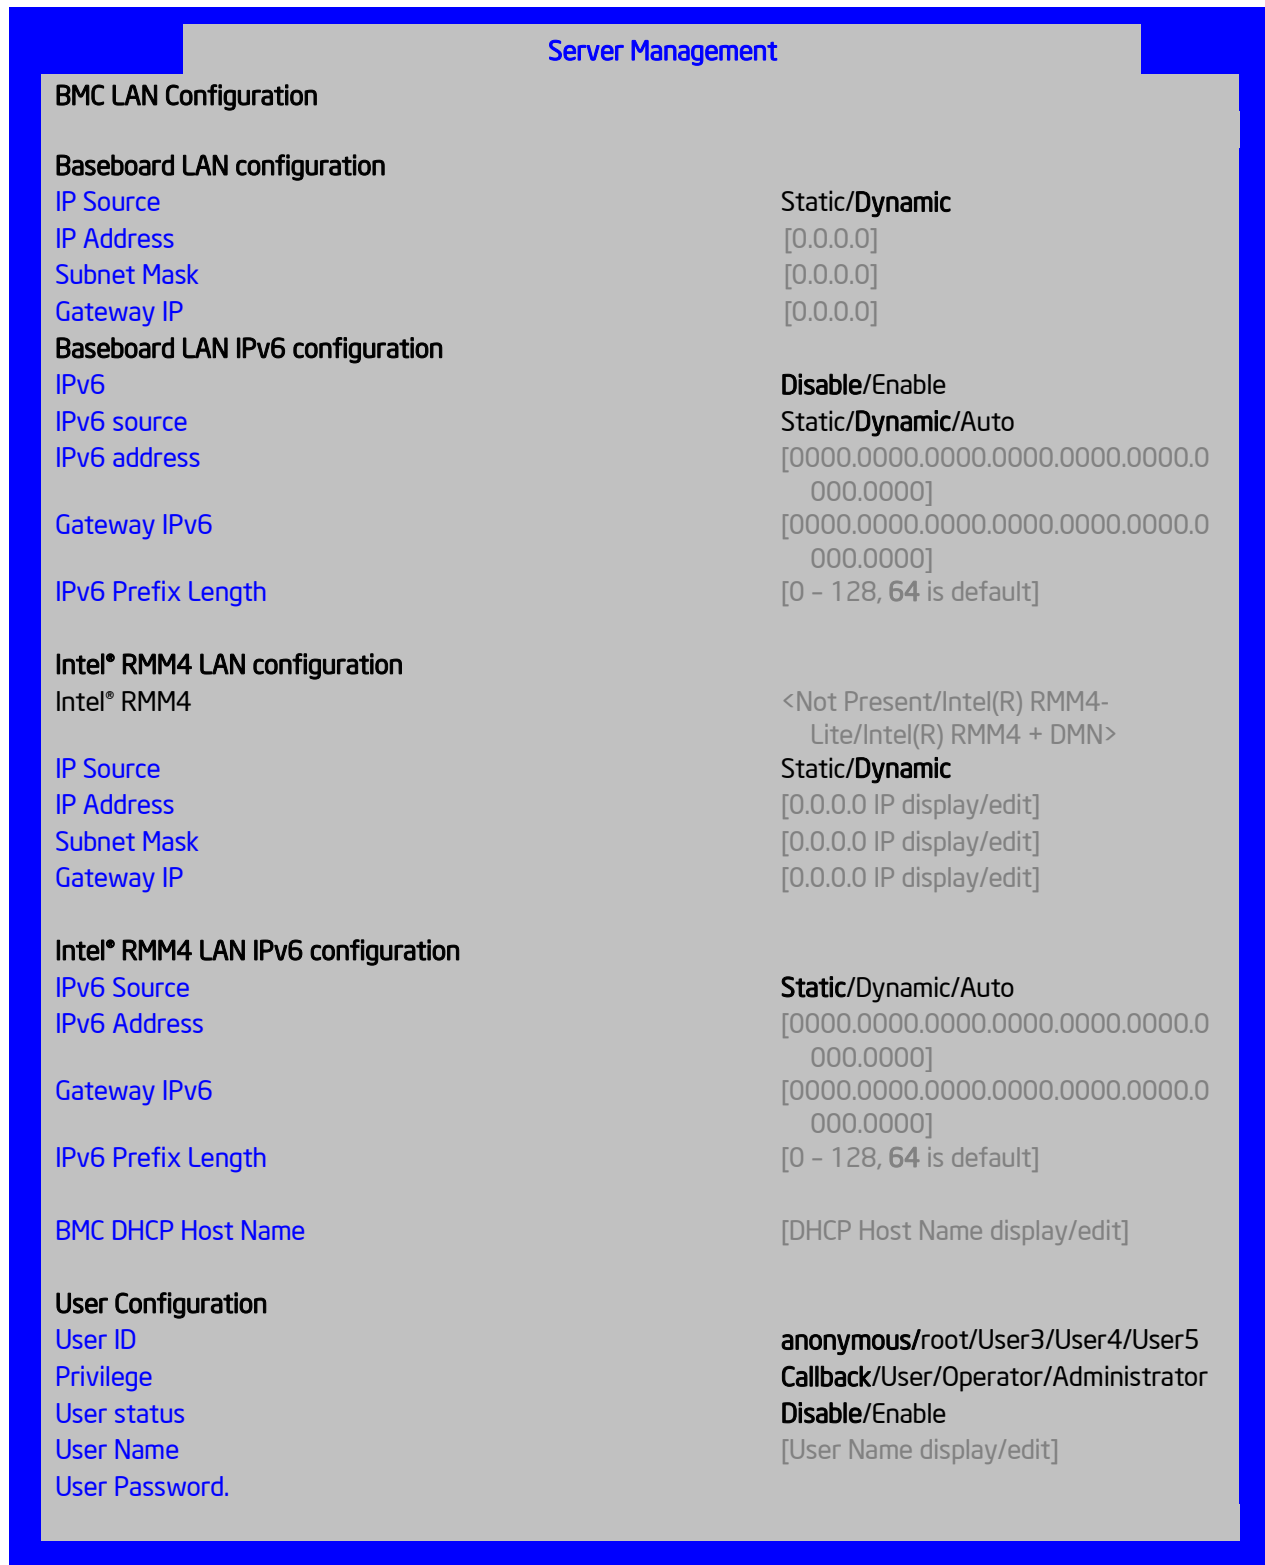 Server Management
BMC LAN Configuration
Baseboard LAN configuration
IP Source Static/Dynamic
IP Address [0.0.0.0]
Subnet Mask [0.0.0.0]
Gateway IP [0.0.0.0]
Baseboard LAN IPv6 configuration
IPv6 Disable/Enable
IPv6 source Static/Dynamic/Auto
IPv6 address [0000.0000.0000.0000.0000.0000.0
000.0000]
Gateway IPv6 [0000.0000.0000.0000.0000.0000.0
000.0000]
IPv6 Prefix Length [0 – 128, 64 is default]
Intel® RMM4 LAN configuration
Intel® RMM4 <Not Present/Intel(R) RMM4-
Lite/Intel(R) RMM4 + DMN>
IP Source Static/Dynamic
IP Address [0.0.0.0 IP display/edit]
Subnet Mask [0.0.0.0 IP display/edit]
Gateway IP [0.0.0.0 IP display/edit]
Intel® RMM4 LAN IPv6 configuration
IPv6 Source Static/Dynamic/Auto
IPv6 Address [0000.0000.0000.0000.0000.0000.0
000.0000]
Gateway IPv6 [0000.0000.0000.0000.0000.0000.0
000.0000]
IPv6 Prefix Length [0 – 128, 64 is default]
BMC DHCP Host Name [DHCP Host Name display/edit]
User Configuration
User ID anonymous/root/User3/User4/User5
Privilege Callback/User/Operator/Administrator
User status Disable/Enable
User Name [User Name display/edit]
User Password.